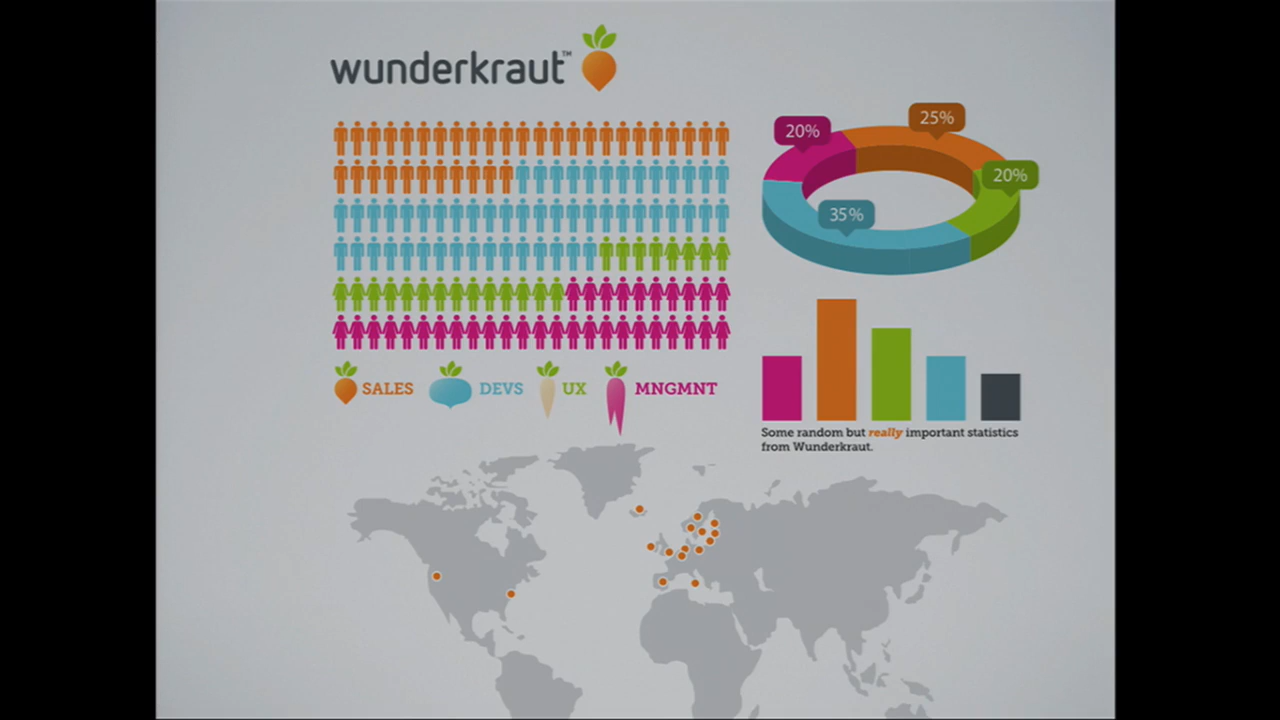 wunderkraut™
20%
25%
20%
35%
SALES
DEVS
UX
MNGMNT
Some random but really important statistics
from Wunderkraut.